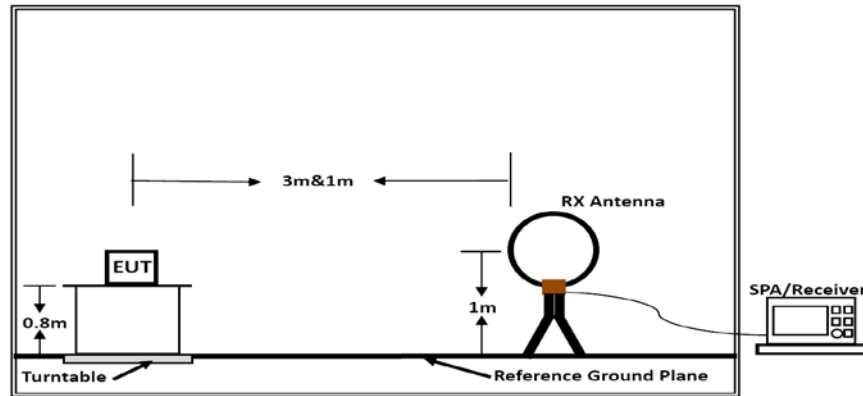 3m&1m
RX Antenna
EUT
SPA/Receiver
0.8m
1m
Turntable
Reference Ground Plane